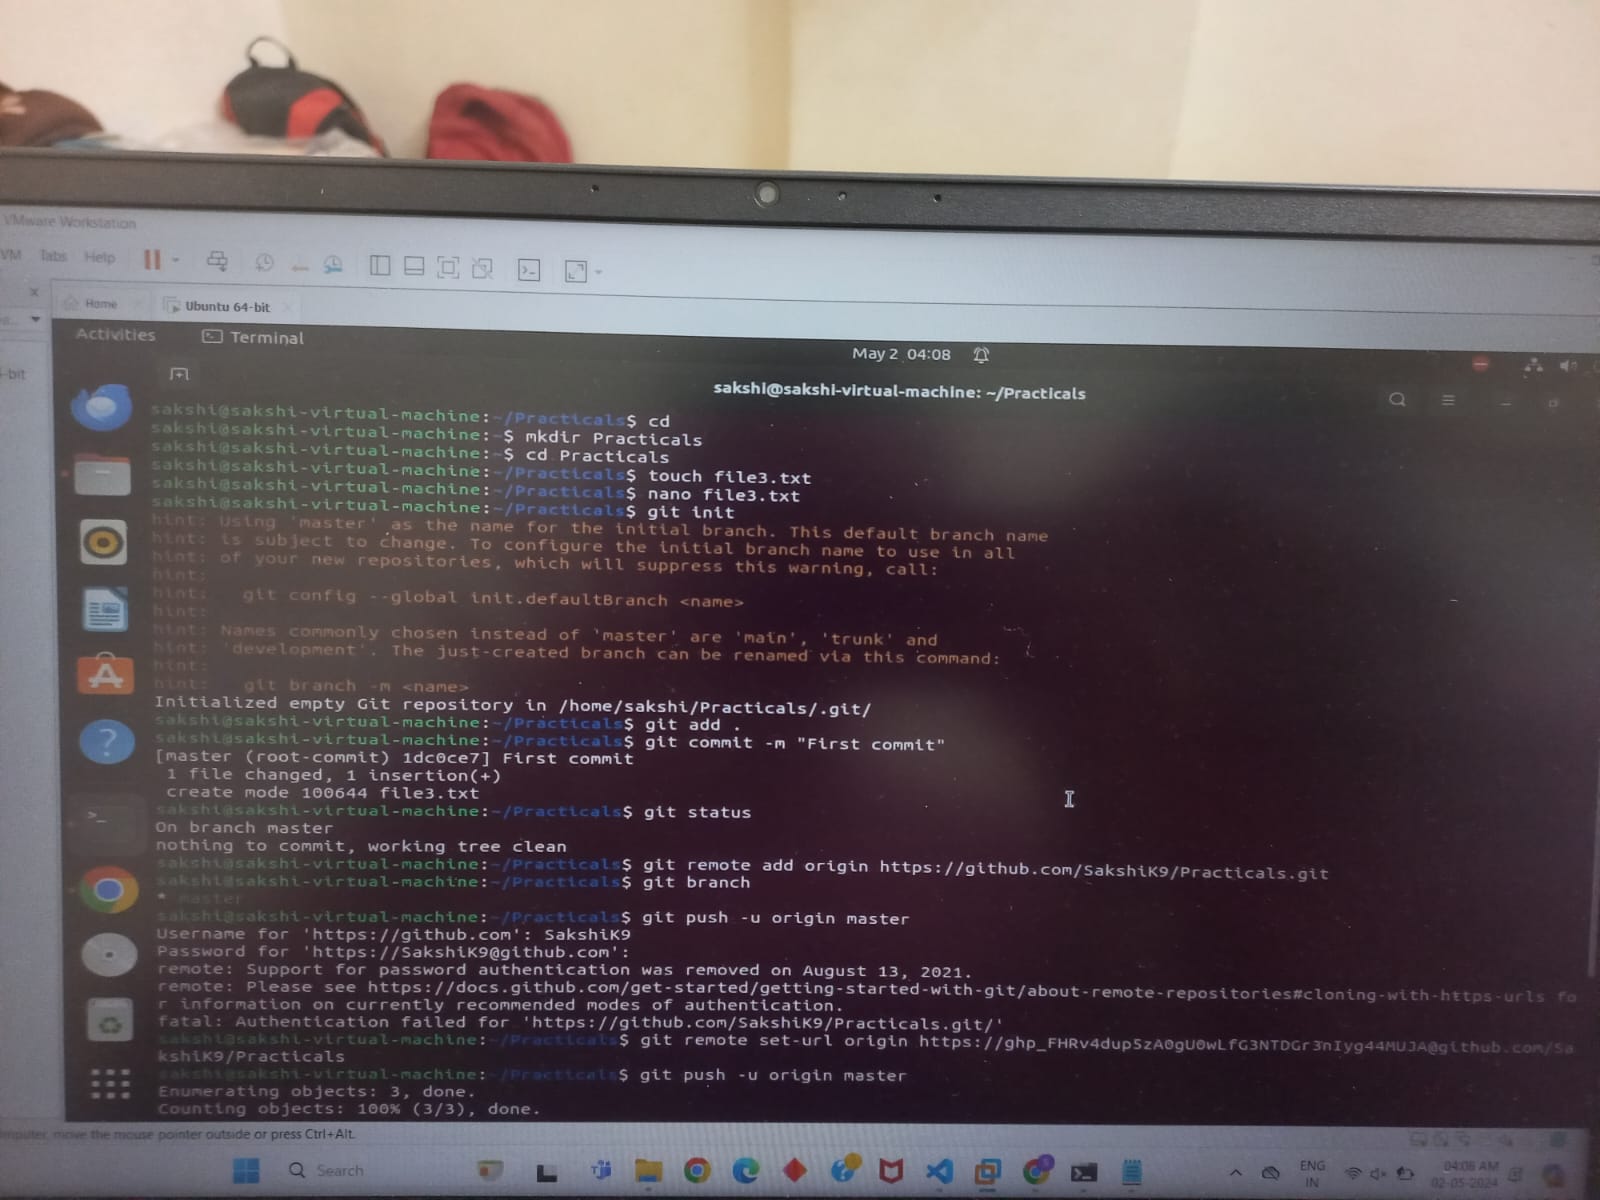 VMware Workstation
VM Tabs Help
Home Ubuntu 64-bit
Activities Terminal
May 2 04:08
sakshi@sakshi-virtual-machine: ~/Practicals
sakshi@sakshi-virtual-machine:~/Practicals$ cd
sakshi@sakshi-virtual-machine:~$ mkdir Practicals
sakshi@sakshi-virtual-machine:~$ cd Practicals
sakshi@sakshi-virtual-machine:~/Practicals$ touch file3.txt
sakshi@sakshi-virtual-machine:~/Practicals$ nano file3.txt
sakshi@sakshi-virtual-machine:~/Practicals$ git init
hint: Using 'master' as the name for the initial branch. This default branch name
hint: is subject to change. To configure the initial branch name to use in all
hint: of your new repositories, which will suppress this warning, call:
hint:
hint: git config --global init.defaultBranch <name>
hint:
hint: Names commonly chosen instead of 'master' are 'main', 'trunk' and
hint: 'development'. The just-created branch can be renamed via this command:
hint:
hint: git branch -m <name>
Initialized empty Git repository in /home/sakshi/Practicals/.git/
sakshi@sakshi-virtual-machine:~/Practicals$ git add .
sakshi@sakshi-virtual-machine:~/Practicals$ git commit -m "First commit"
[master (root-commit) 1dc0ce7] First commit
1 file changed, 1 insertion(+)
create mode 100644 file3.txt
sakshi@sakshi-virtual-machine:~/Practicals$ git status
On branch master
nothing to commit, working tree clean
sakshi@sakshi-virtual-machine:~/Practicals$ git remote add origin https://github.com/SakshiK9/Practicals.git
sakshi@sakshi-virtual-machine:~/Practicals$ git branch
* master
sakshi@sakshi-virtual-machine:~/Practicals$ git push -u origin master
Username for 'https://github.com': SakshiK9
Password for 'https://SakshiK9@github.com':
remote: Support for password authentication was removed on August 13, 2021.
remote: Please see https://docs.github.com/get-started/getting-started-with-git/about-remote-repositories#cloning-with-https-urls fo
r information on currently recommended modes of authentication.
fatal: Authentication failed for 'https://github.com/SakshiK9/Practicals.git/'
sakshi@sakshi-virtual-machine:~/Practicals$ git remote set-url origin
kshiK9/Practicals
sakshi@sakshi-virtual-machine:~/Practicals$ git push -u origin master
Enumerating objects: 3, done.
Counting objects: 100% (3/3), done.
move the mouse pointer outside or press Ctrl+Alt.
Search
ENG
IN
04:08 AM
02-05-2024